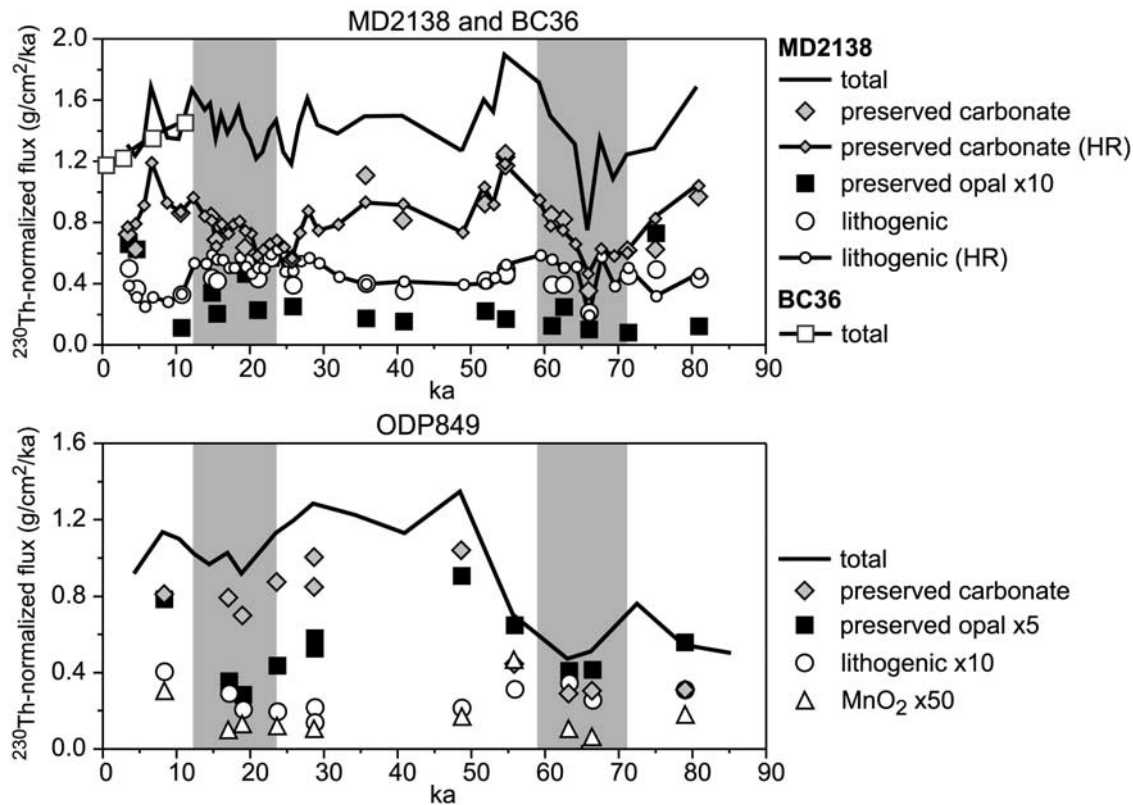 MD2138 and BC36
²³⁰Th-normalized flux (g/cm²/ka)
2.0
1.6
1.2
0.8
0.4
0.0
0 10 20 30 40 50 60 70 80 90
ka
MD2138
total
preserved carbonate
preserved carbonate (HR)
preserved opal x10
lithogenic
lithogenic (HR)
BC36
total
ODP849
²³⁰Th-normalized flux (g/cm²/ka)
1.6
1.2
0.8
0.4
0.0
0 10 20 30 40 50 60 70 80 90
ka
total
preserved carbonate
preserved opal x5
lithogenic x10
MnO₂ x50